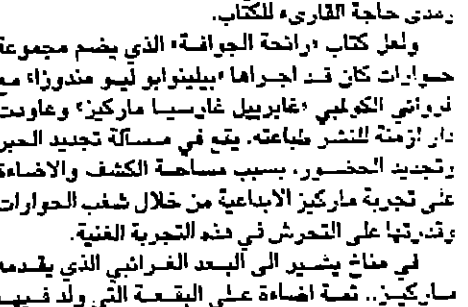 ومدى حاجة القارىء للكتاب.
ولعل كتاب «رائحة الجوافة» الذي يضم مجموعة
حوارات كان قد اجراها «بيلينوابو ليو مندوزا» مع
الروائي الكولمبي «غابرييل غارسيا ماركيز» وعاودت
دار ازمنة للنشر طباعته. يقع في مسألة تجديد الحبر
وتجديد الحضور. بسبب مساحة الكشف والاضاءة
على تجربة ماركيز الابداعية من خلال شغب الحوارات
وقدرتها على التحرش في هذه التجربة الغنية.
في مناخ يشير الى البعد الغرائبي الذي يقدمه
ماركيز.. ثمة اضاءة على البقعة التي ولد فيها